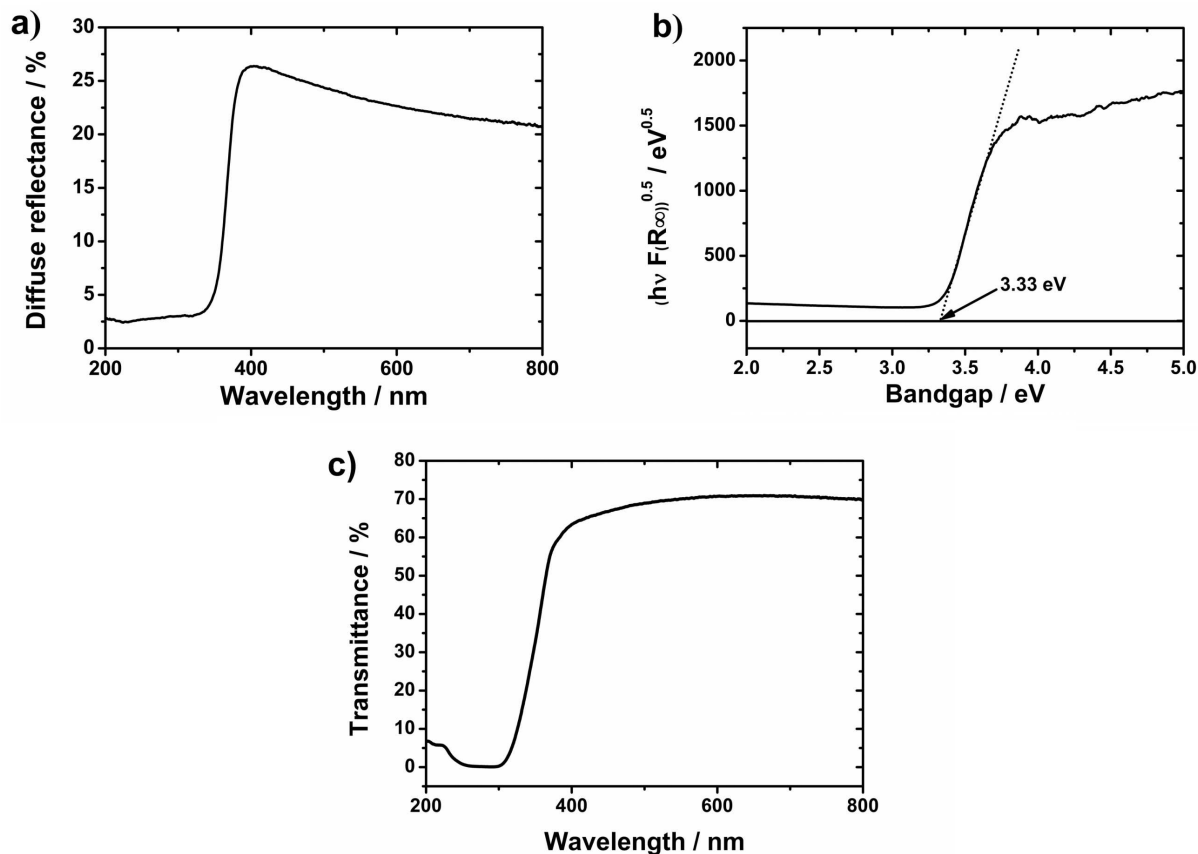 a)
30
25
20
15
10
5
0
Diffuse reflectance / %
200 400 600 800
Wavelength / nm
b)
2000
1500
1000
500
0
(hν F(R∞))^0.5 / eV^0.5
3.33 eV
2.0 2.5 3.0 3.5 4.0 4.5 5.0
Bandgap / eV
c)
80
70
60
50
40
30
20
10
0
Transmittance / %
200 400 600 800
Wavelength / nm